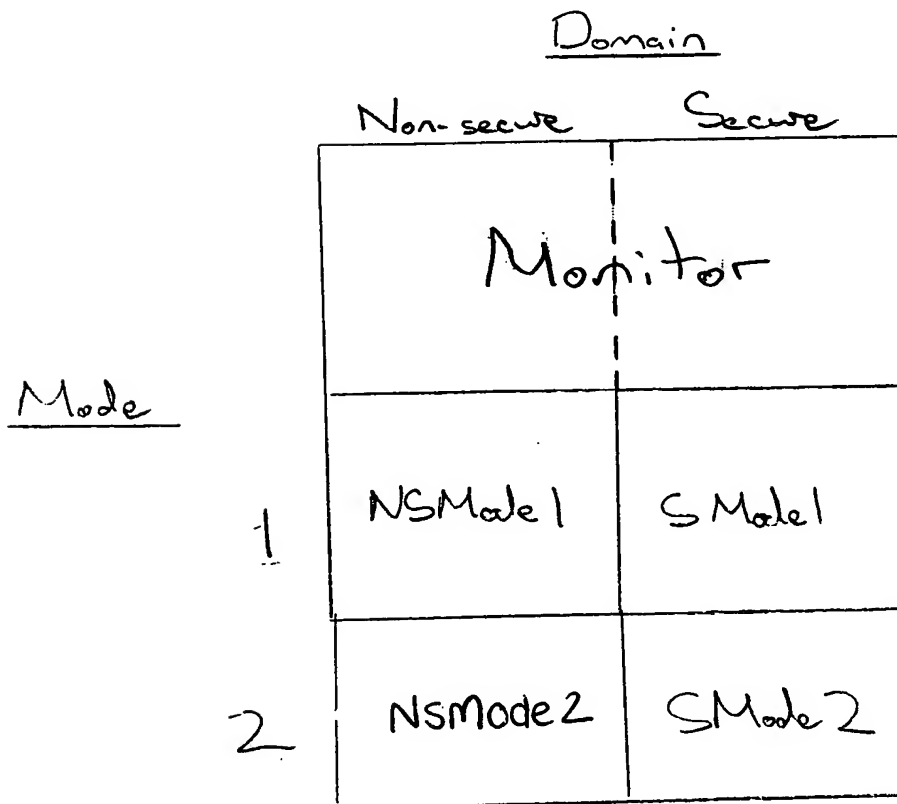 Domain
Non-secure Secure
Monitor
Mode
1 NSMode1 SMode1
2 NSmode2 SMode2